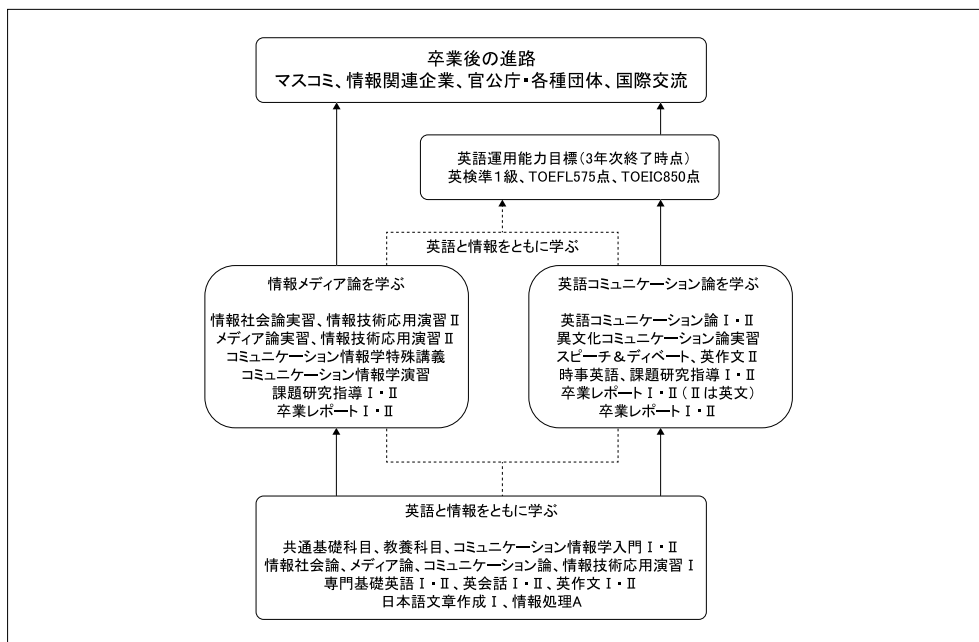 卒業後の進路
マスコミ、情報関連企業、官公庁・各種団体、国際交流
英語運用能力目標(3年次終了時点)
英検準1級、TOEFL575点、TOEIC850点
英語と情報をともに学ぶ
情報メディア論を学ぶ
情報社会論実習、情報技術応用演習Ⅱ
メディア論実習、情報技術応用演習Ⅱ
コミュニケーション情報学特殊講義
コミュニケーション情報学演習
課題研究指導Ⅰ・Ⅱ
卒業レポートⅠ・Ⅱ
英語コミュニケーション論を学ぶ
英語コミュニケーション論Ⅰ・Ⅱ
異文化コミュニケーション論実習
スピーチ&ディベート、英作文Ⅱ
時事英語、課題研究指導Ⅰ・Ⅱ
卒業レポートⅠ・Ⅱ(Ⅱは英文)
卒業レポートⅠ・Ⅱ
英語と情報をともに学ぶ
共通基礎科目、教養科目、コミュニケーション情報学入門Ⅰ・Ⅱ
情報社会論、メディア論、コミュニケーション論、情報技術応用演習Ⅰ
専門基礎英語Ⅰ・Ⅱ、英会話Ⅰ・Ⅱ、英作文Ⅰ・Ⅱ
日本語文章作成Ⅰ、情報処理A